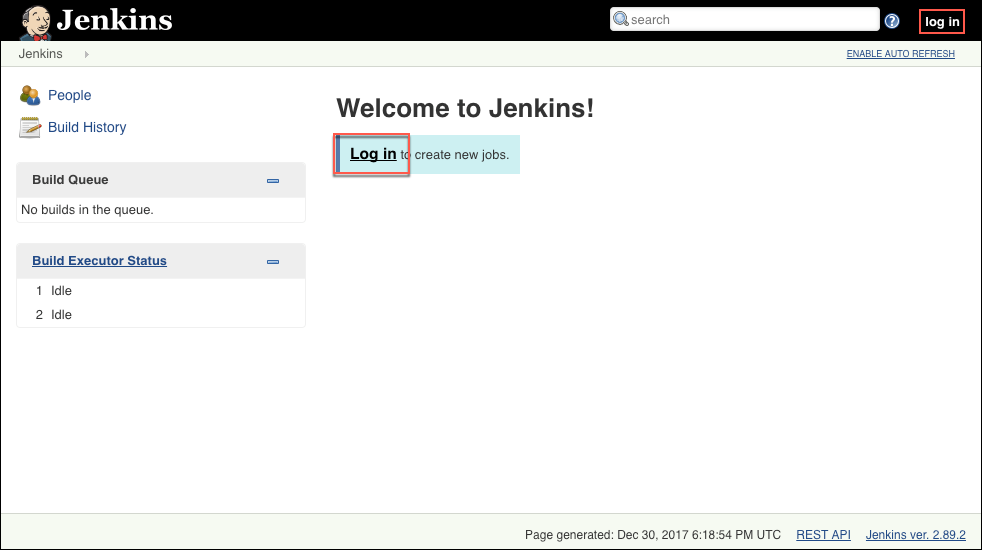 Jenkins
search
log in
Jenkins
ENABLE AUTO REFRESH
People
Build History
Build Queue
No builds in the queue.
Build Executor Status
1 Idle
2 Idle
Welcome to Jenkins!
Log in to create new jobs.
Page generated: Dec 30, 2017 6:18:54 PM UTC REST API Jenkins ver. 2.89.2